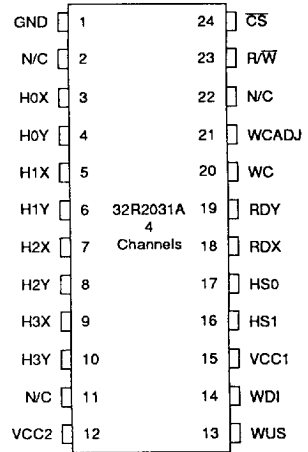 GND 1 24 C̅S̅
N/C 2 23 R/W̅
H0X 3 22 N/C
H0Y 4 21 WCADJ
H1X 5 20 WC
H1Y 6 32R2031A 19 RDY
4
H2X 7 Channels 18 RDX
H2Y 8 17 HS0
H3X 9 16 HS1
H3Y 10 15 VCC1
N/C 11 14 WDI
VCC2 12 13 WUS